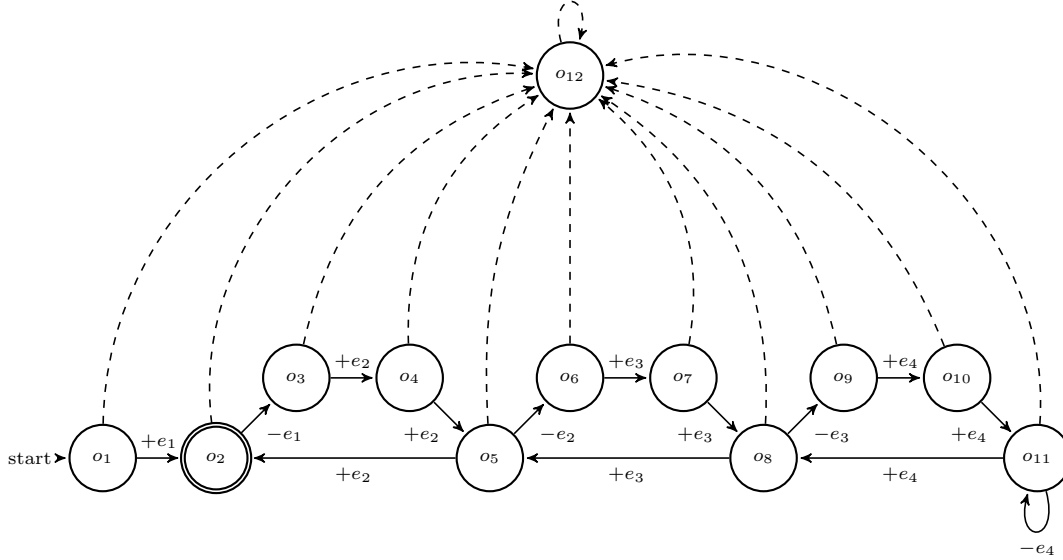 o₁₂
o₃ +e₂ o₄ o₆ +e₃ o₇ o₉ +e₄ o₁₀
start o₁ +e₁ o₂ −e₁ +e₂ o₅ −e₂ +e₃ o₈ −e₃ +e₄ o₁₁
+e₂ +e₃ +e₄
−e₄